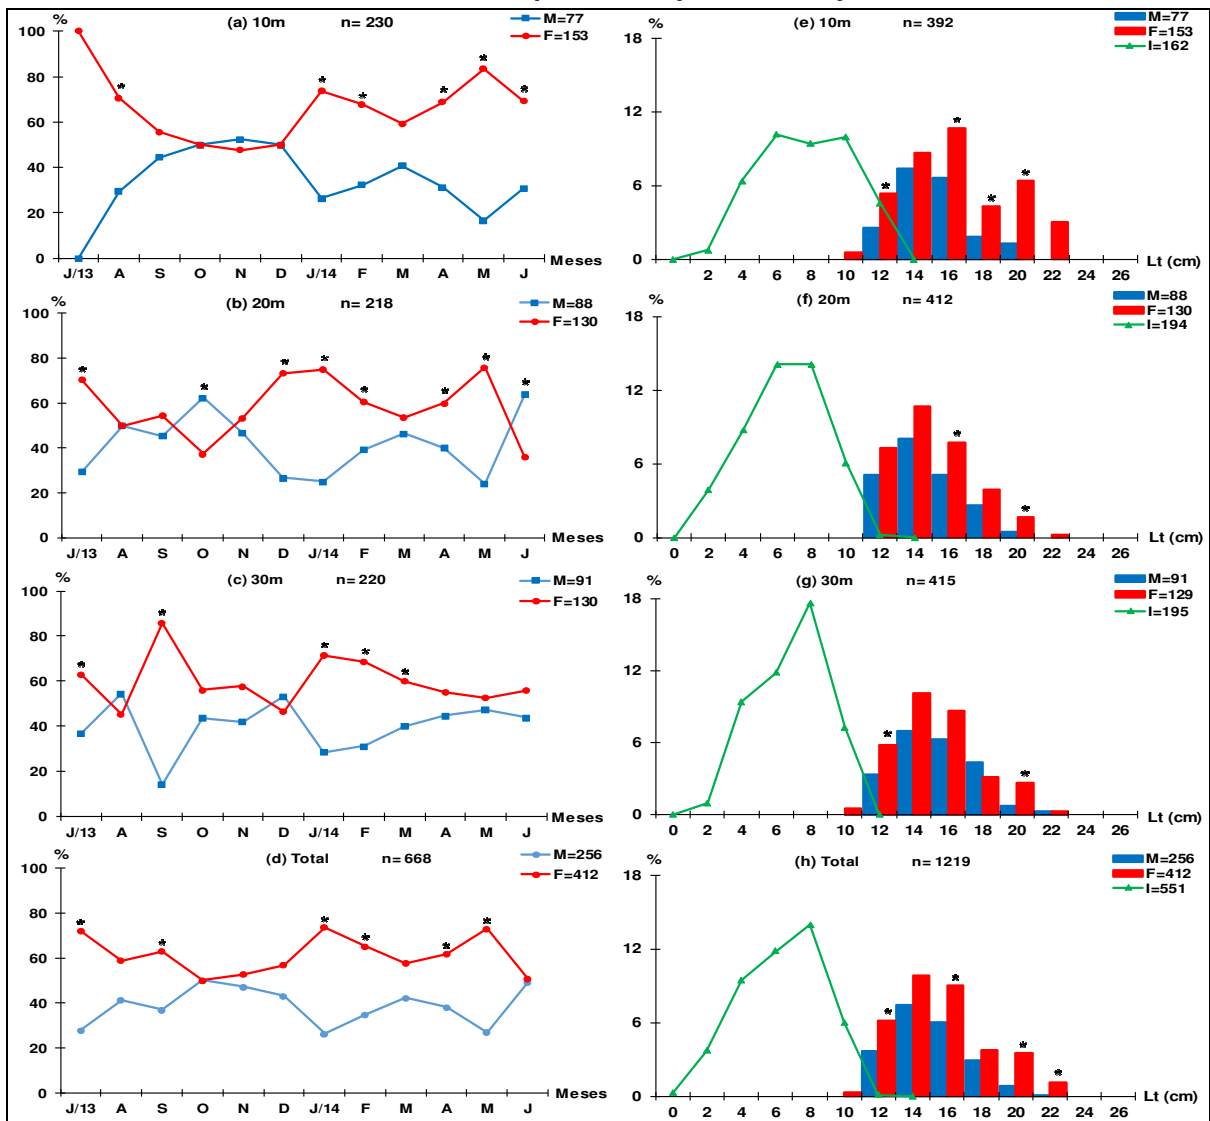 %
(a) 10m n= 230
M=77
F=153
100
80
60
40
20
0
J/13 A S O N D J/14 F M A M J
Meses
%
(e) 10m n= 392
M=77
F=153
I=162
18
12
6
0
2 4 6 8 10 12 14 16 18 20 22 24 26
Lt (cm)
%
(b) 20m n= 218
M=88
F=130
100
80
60
40
20
0
J/13 A S O N D J/14 F M A M J
Meses
%
(f) 20m n= 412
M=88
F=130
I=194
18
12
6
0
0 2 4 6 8 10 12 14 16 18 20 22 24 26
Lt (cm)
%
(c) 30m n= 220
M=91
F=130
100
80
60
40
20
0
J/13 A S O N D J/14 F M A M J
Meses
%
(g) 30m n= 415
M=91
F=129
I=195
18
12
6
0
0 2 4 6 8 10 12 14 16 18 20 22 24 26
Lt (cm)
%
(d) Total n= 668
M=256
F=412
100
80
60
40
20
0
J/13 A S O N D J/14 F M A M J
Meses
%
(h) Total n= 1219
M=256
F=412
I=551
18
12
6
0
0 2 4 6 8 10 12 14 16 18 20 22 24 26
Lt (cm)